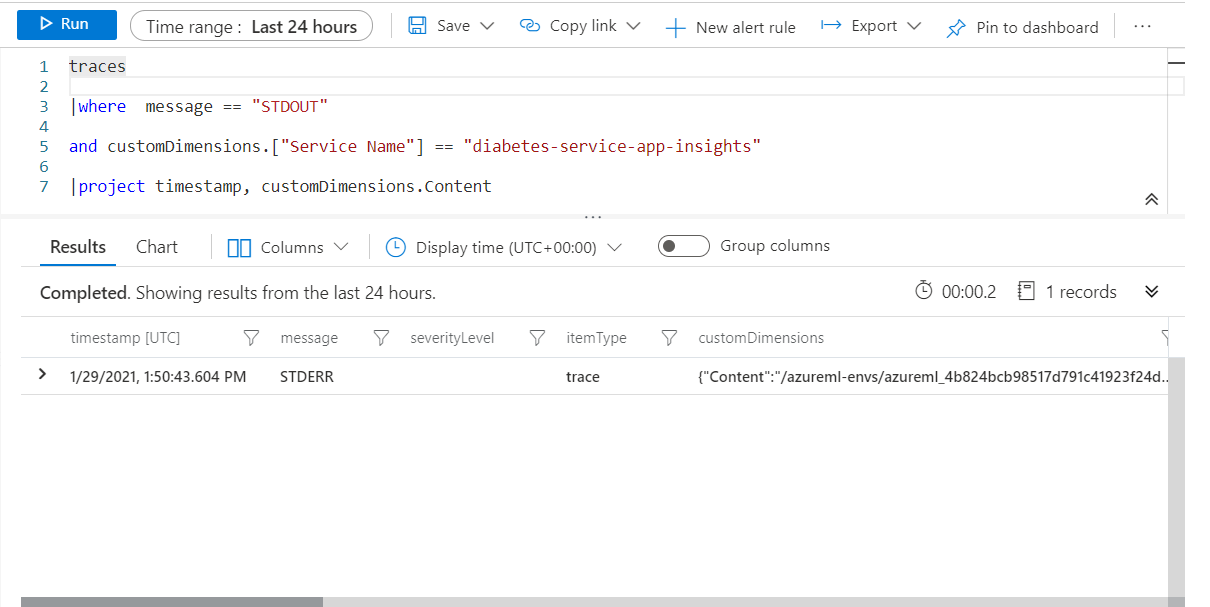 Run Time range : Last 24 hours Save Copy link New alert rule Export Pin to dashboard ...
1 traces
2
3 |where  message == "STDOUT"
4
5 and customDimensions.["Service Name"] == "diabetes-service-app-insights"
6
7 |project timestamp, customDimensions.Content
...
Results Chart Columns Display time (UTC+00:00) Group columns
Completed. Showing results from the last 24 hours. 00:00.2 1 records
timestamp [UTC] message severityLevel itemType customDimensions
1/29/2021, 1:50:43.604 PM STDERR trace {"Content":"/azureml-envs/azureml_4b824bcb98517d791c41923f24d...